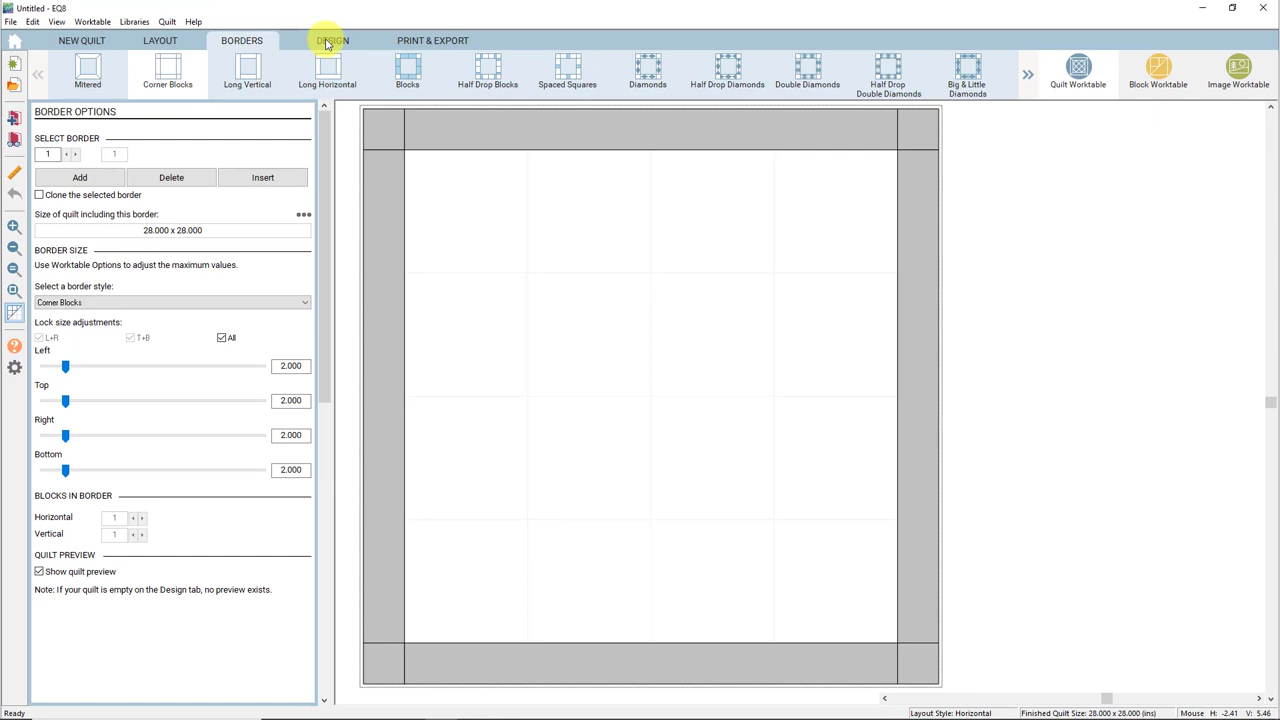 Untitled - EQ8
File Edit View Worktable Libraries Quilt Help
NEW QUILT LAYOUT BORDERS DESIGN PRINT & EXPORT
Mitered Corner Blocks Long Vertical Long Horizontal Blocks Half Drop Blocks Spaced Squares Diamonds Half Drop Diamonds Double Diamonds Half Drop Double Diamonds Big & Little Diamonds Quilt Worktable Block Worktable Image Worktable
BORDER OPTIONS
SELECT BORDER
1 1
Add Delete Insert
Clone the selected border
Size of quilt including this border:
28.000 x 28.000
BORDER SIZE
Use Worktable Options to adjust the maximum values.
Select a border style:
Corner Blocks
Lock size adjustments:
L+R T+B All
Left
2.000
Top
2.000
Right
2.000
Bottom
2.000
BLOCKS IN BORDER
Horizontal 1
Vertical 1
QUILT PREVIEW
Show quilt preview
Note: If your quilt is empty on the Design tab, no preview exists.
Ready Layout Style: Horizontal Finished Quilt Size: 28.000 x 28.000 (ins) Mouse H: -2.41 V: 5.46